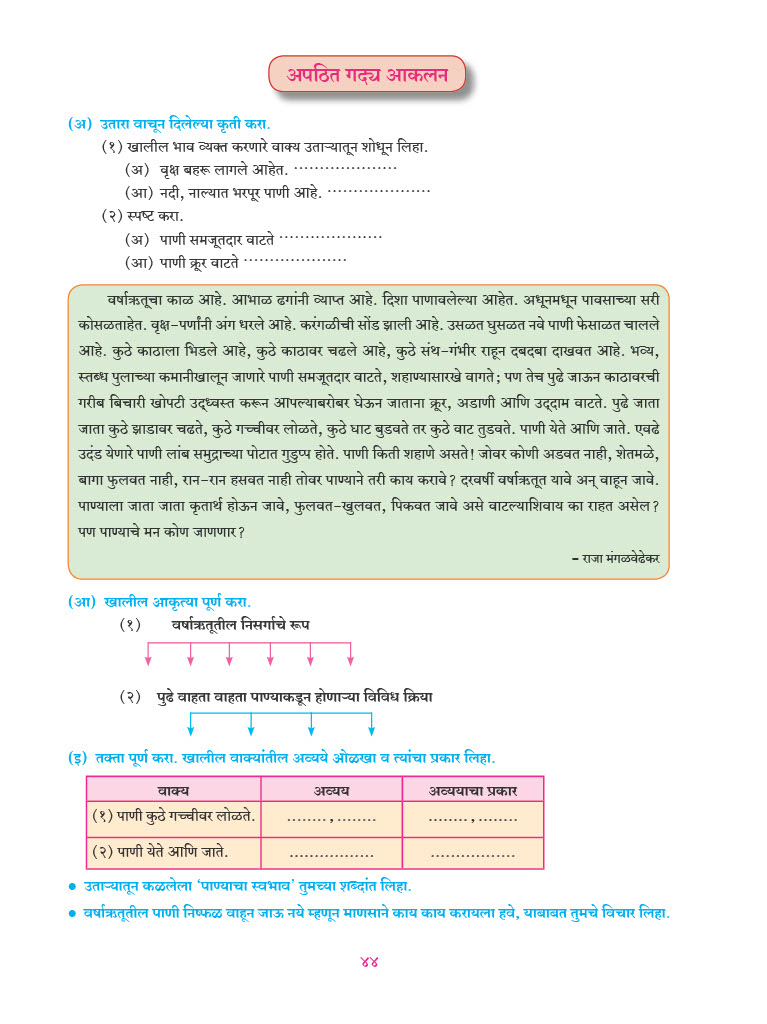 अपठित गद्य आकलन
(अ) उतारा वाचून दिलेल्या कृती करा.
(१) खालील भाव व्यक्त करणारे वाक्य उताऱ्यातून शोधून लिहा.
(अ) वृक्ष बहरू लागले आहेत. ....................
(आ) नदी, नाल्यात भरपूर पाणी आहे. ....................
(२) स्पष्ट करा.
(अ) पाणी समजूतदार वाटते ....................
(आ) पाणी क्रूर वाटते ....................
वर्षाऋतूचा काळ आहे. आभाळ ढगांनी व्याप्त आहे. दिशा पाणावलेल्या आहेत. अधूनमधून पावसाच्या सरी
कोसळताहेत. वृक्ष–पर्णांनी अंग धरले आहे. करंगळीची सोंड झाली आहे. उसळत घुसळत नवे पाणी फेसाळत चालले
आहे. कुठे काठाला भिडले आहे, कुठे काठावर चढले आहे, कुठे संथ–गंभीर राहून दबदबा दाखवत आहे. भव्य,
स्तब्ध पुलाच्या कमानीखालून जाणारे पाणी समजूतदार वाटते, शहाण्यासारखे वागते; पण तेच पुढे जाऊन काठावरची
गरीब बिचारी खोपटी उद्ध्वस्त करून आपल्याबरोबर घेऊन जाताना क्रूर, अडाणी आणि उद्दाम वाटते. पुढे जाता
जाता कुठे झाडावर चढते, कुठे गच्चीवर लोळते, कुठे घाट बुडवते तर कुठे वाट तुडवते. पाणी येते आणि जाते. एवढे
उदंड येणारे पाणी लांब समुद्राच्या पोटात गुडुप्प होते. पाणी किती शहाणे असते! जोवर कोणी अडवत नाही, शेतमळे,
बागा फुलवत नाही, रान–रान हसवत नाही तोवर पाण्याने तरी काय करावे? दरवर्षी वर्षाऋतूत यावे अन् वाहून जावे.
पाण्याला जाता जाता कृतार्थ होऊन जावे, फुलवत–खुलवत, पिकवत जावे असे वाटल्याशिवाय का राहत असेल?
पण पाण्याचे मन कोण जाणणार?
– राजा मंगळवेढेकर
(आ) खालील आकृत्या पूर्ण करा.
(१) वर्षाऋतूतील निसर्गाचे रूप
(२) पुढे वाहता वाहता पाण्याकडून होणाऱ्या विविध क्रिया
(इ) तक्ता पूर्ण करा. खालील वाक्यांतील अव्यये ओळखा व त्यांचा प्रकार लिहा.
वाक्य अव्यय अव्ययाचा प्रकार
(१) पाणी कुठे गच्चीवर लोळते. ........ , ........ ........ , ........
(२) पाणी येते आणि जाते. ................. .................
• उताऱ्यातून कळलेला ‘पाण्याचा स्वभाव’ तुमच्या शब्दांत लिहा.
• वर्षाऋतूतील पाणी निष्फळ वाहून जाऊ नये म्हणून माणसाने काय काय करायला हवे, याबाबत तुमचे विचार लिहा.
४४